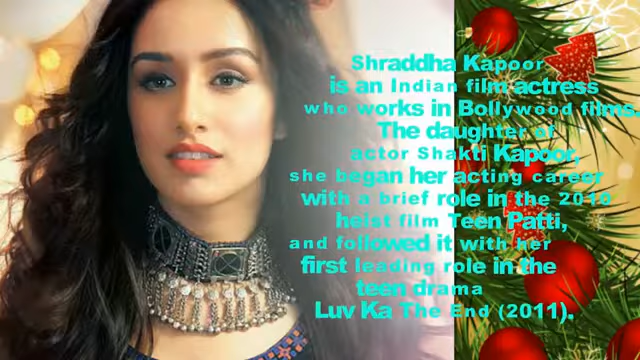 Shraddha Kapoor
is an Indian film actress
who works in Bollywood films.
The daughter of
actor Shakti Kapoor,
she began her acting career
with a brief role in the 2010
heist film Teen Patti,
and followed it with her
first leading role in the
teen drama
Luv Ka The End (2011).